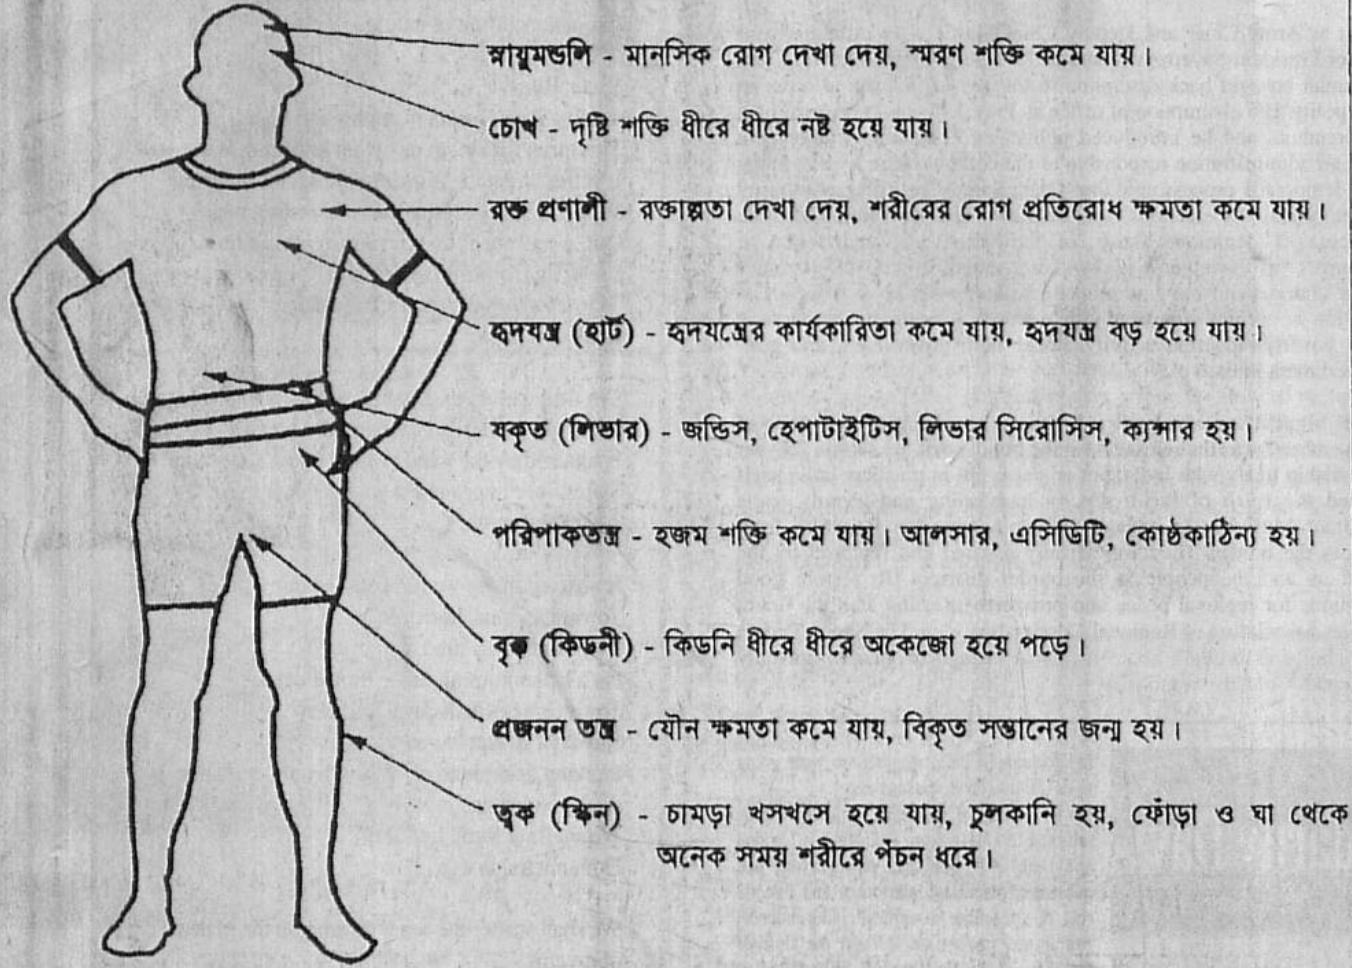 স্নায়ুমন্ডলি - মানসিক রোগ দেখা দেয়, স্মরণ শক্তি কমে যায়।
চোখ - দৃষ্টি শক্তি ধীরে ধীরে নষ্ট হয়ে যায়।
রক্ত প্রণালী - রক্তাল্পতা দেখা দেয়, শরীরের রোগ প্রতিরোধ ক্ষমতা কমে যায়।
হৃদযন্ত্র (হার্ট) - হৃদযন্ত্রের কার্যকারিতা কমে যায়, হৃদযন্ত্র বড় হয়ে যায়।
যকৃত (লিভার) - জন্ডিস, হেপাটাইটিস, লিভার সিরোসিস, ক্যান্সার হয়।
পরিপাকতন্ত্র - হজম শক্তি কমে যায়। আলসার, এসিডিটি, কোষ্ঠকাঠিন্য হয়।
বৃক্ক (কিডনী) - কিডনি ধীরে ধীরে অকেজো হয়ে পড়ে।
প্রজনন তন্ত্র - যৌন ক্ষমতা কমে যায়, বিকৃত সন্তানের জন্ম হয়।
ত্বক (স্কিন) - চামড়া খসখসে হয়ে যায়, চুলকানি হয়, ফোঁড়া ও ঘা থেকে
অনেক সময় শরীরে পঁচন ধরে।